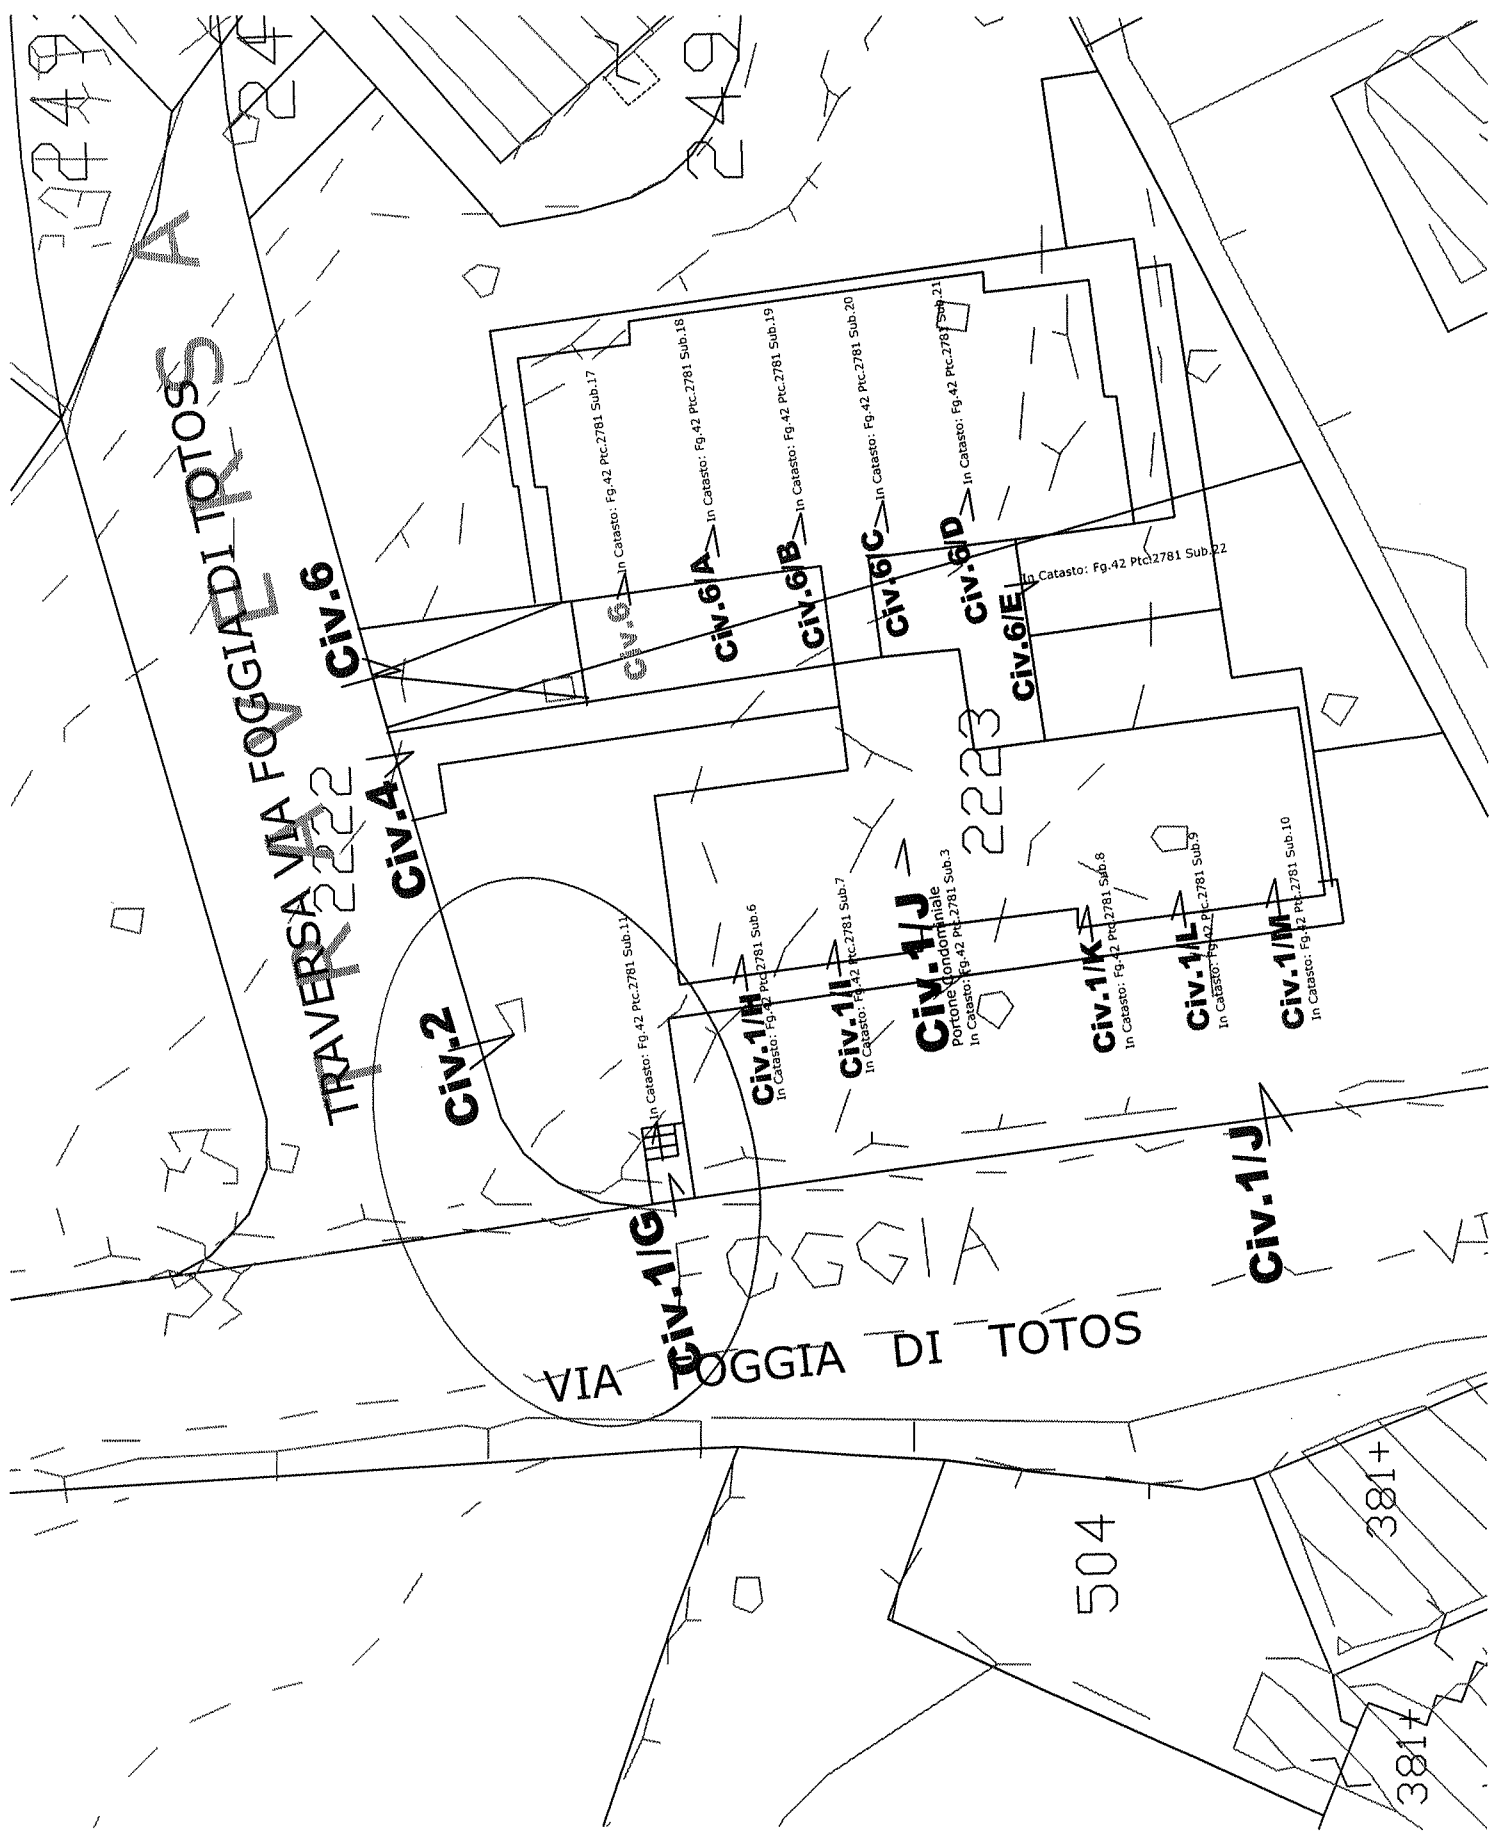 249
24
249
TRAVERSA
TRAVERSA VIA FOGGIA DI TOTOS
2222
Civ.6
Civ.4
Civ.2
In Catasto: Fg.42 Ptc.2781 Sub.17
Civ.6
In Catasto: Fg.42 Ptc.2781 Sub.18
Civ.6/A
In Catasto: Fg.42 Ptc.2781 Sub.19
Civ.6/B
In Catasto: Fg.42 Ptc.2781 Sub.20
Civ.6/C
In Catasto: Fg.42 Ptc.2781 Sub.21
Civ.6/D
In Catasto: Fg.42 Ptc.2781 Sub.22
Civ.6/E
2223
In Catasto: Fg.42 Ptc.2781 Sub.11
Civ.1/G
Civ.1/H
In Catasto: Fg.42 Ptc.2781 Sub.6
Civ.1/I
In Catasto: Fg.42 Ptc.2781 Sub.7
Civ.1/J
Portone Condominiale
In Catasto: Fg.42 Ptc.2781 Sub.3
Civ.1/K
In Catasto: Fg.42 Ptc.2781 Sub.8
Civ.1/L
In Catasto: Fg.42 Ptc.2781 Sub.9
Civ.1/M
In Catasto: Fg.42 Ptc.2781 Sub.10
Civ.1/J
FOGGIA
VIA FOGGIA DI TOTOS
504
381+
381+